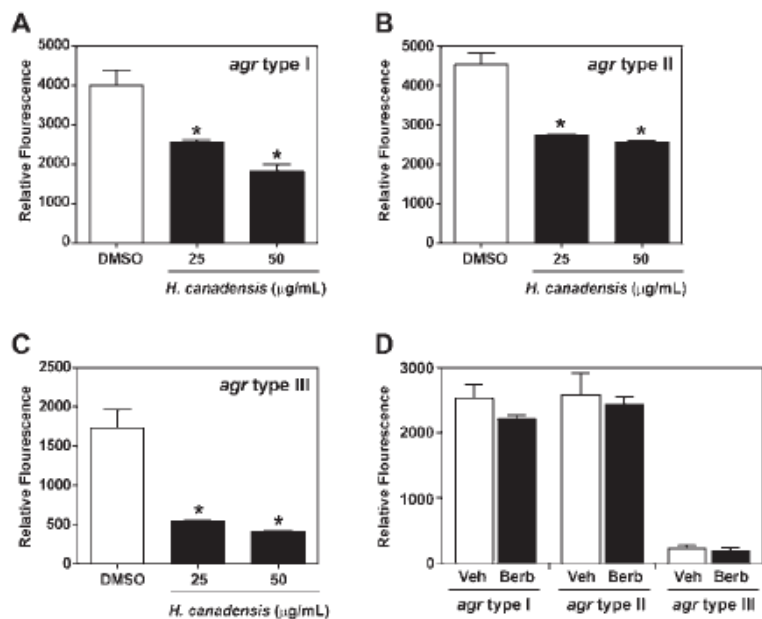 A
agr type I
Relative Flourescence
5000
4000
3000
2000
1000
0
*
*
DMSO
25
50
H. canadensis (μg/mL)
B
agr type II
Relative Flourescence
5000
4000
3000
2000
1000
0
*
*
DMSO
25
50
H. canadensis (μg/mL)
C
agr type III
Relative Flourescence
2500
2000
1500
1000
500
0
*
*
DMSO
25
50
H. canadensis (μg/mL)
D
Relative Flourescence
3000
2000
1000
0
Veh Berb Veh Berb Veh Berb
agr type I agr type II agr type III